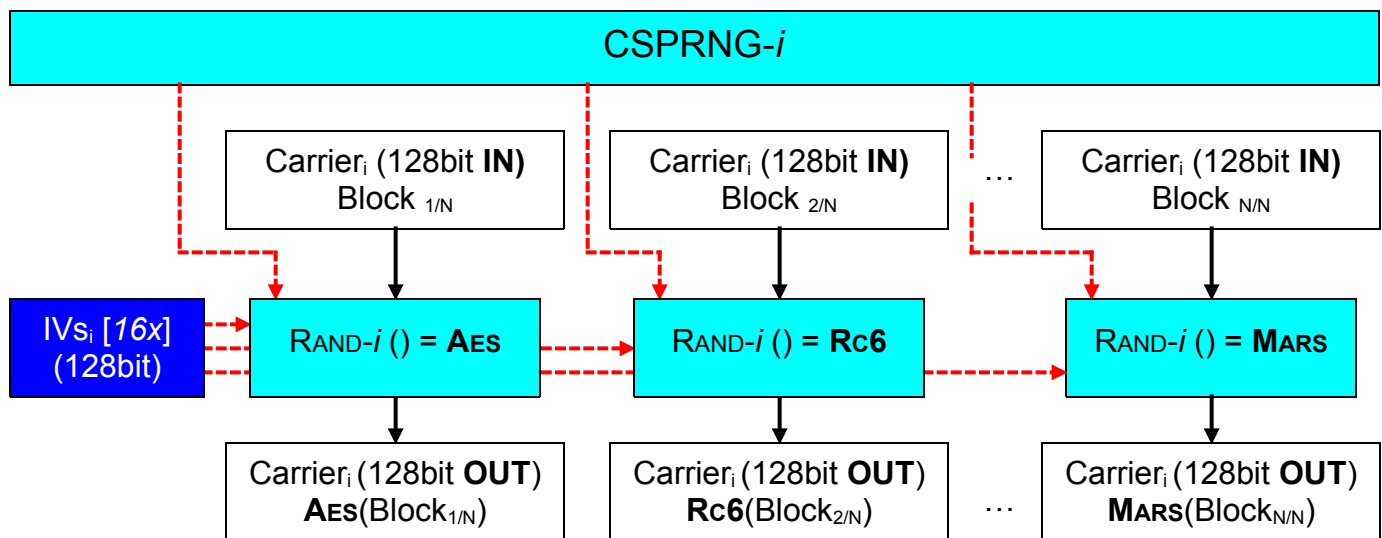 CSPRNG-i
Carrieri (128bit IN)
Block 1/N
Carrieri (128bit IN)
Block 2/N
...
Carrieri (128bit IN)
Block N/N
IVsi [16x]
(128bit)
RAND-i () = AES
RAND-i () = RC6
RAND-i () = MARS
Carrieri (128bit OUT)
AES(Block1/N)
Carrieri (128bit OUT)
RC6(Block2/N)
...
Carrieri (128bit OUT)
MARS(BlockN/N)